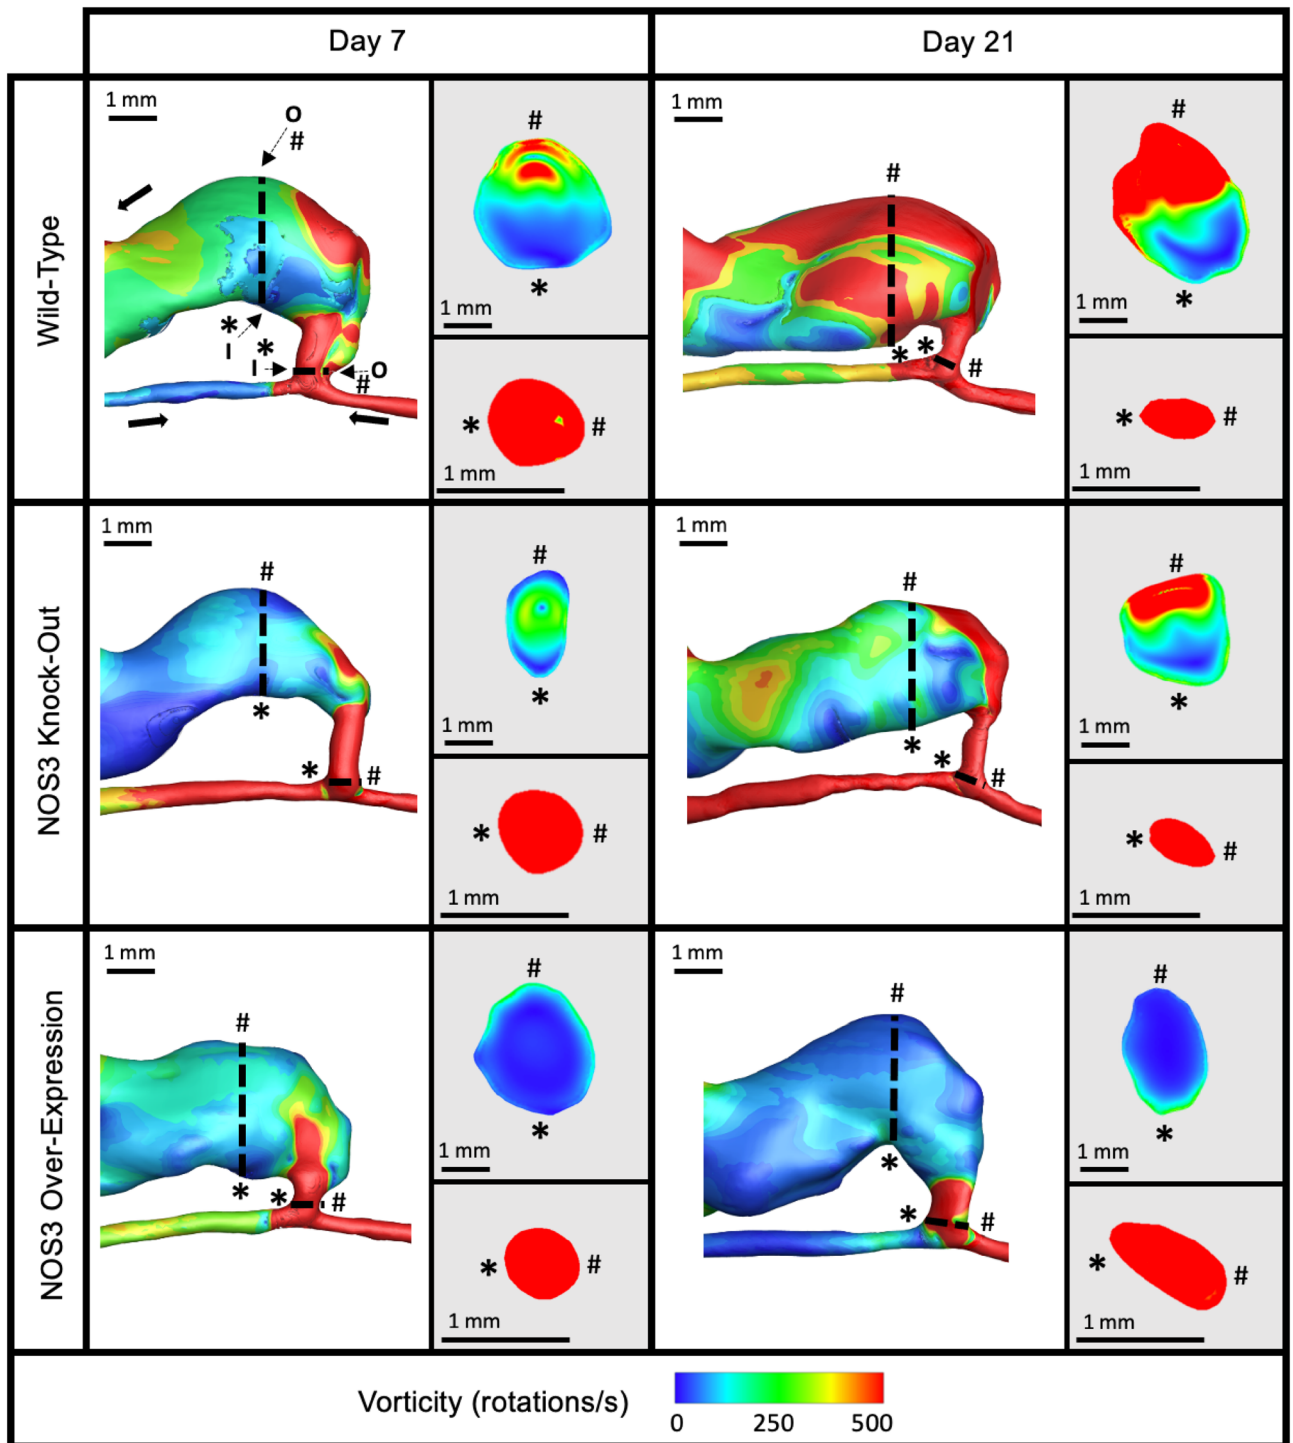 Day 7
Day 21
Wild-Type
1 mm
O
#
*
I
*
I
O
#
#
*
1 mm
*
#
1 mm
1 mm
#
*
*
#
#
*
1 mm
*
#
1 mm
NOS3 Knock-Out
1 mm
#
*
*
#
#
*
1 mm
*
#
1 mm
1 mm
#
*
*
#
#
*
1 mm
*
#
1 mm
NOS3 Over-Expression
1 mm
#
*
*
#
#
*
1 mm
*
#
1 mm
1 mm
#
*
*
#
#
*
1 mm
*
#
1 mm
Vorticity (rotations/s)
0 250 500